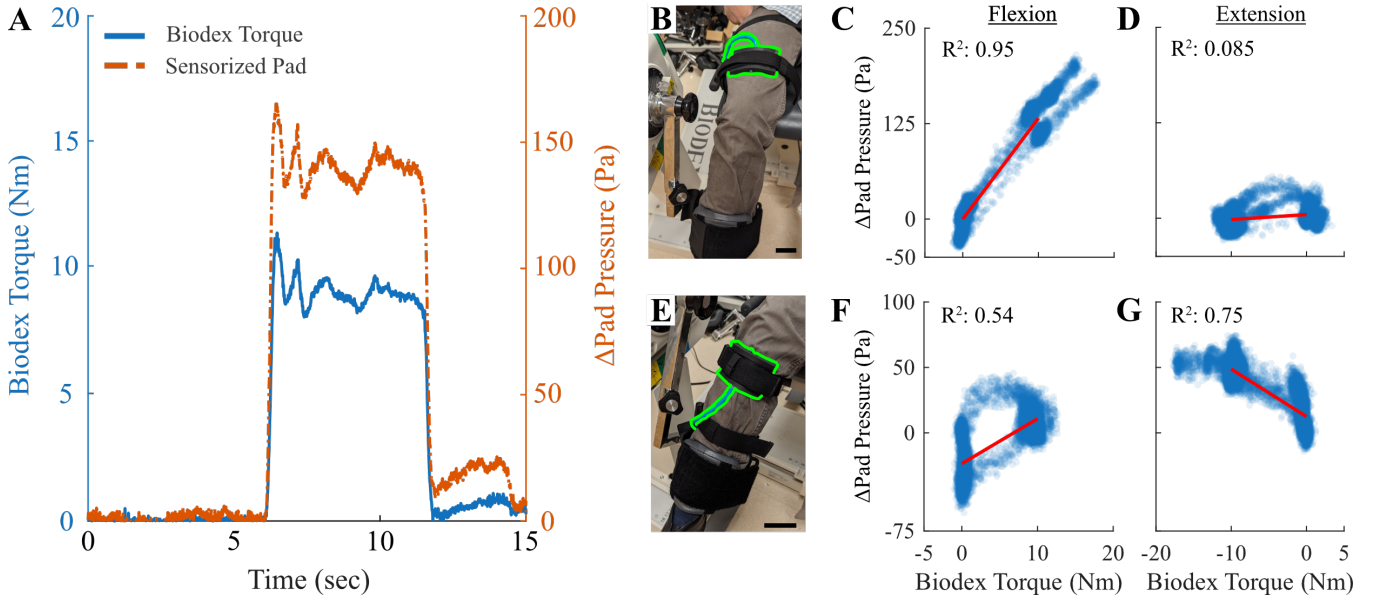 A
200
20
Biodex Torque
Sensorized Pad
15
150
10
100
5
50
0
0
0
5
10
15
Biodex Torque (Nm)
ΔPad Pressure (Pa)
Time (sec)
B
BIODE
E
C
Flexion
250
R²: 0.95
125
0
-50
ΔPad Pressure (Pa)
0
20
D
Extension
R²: 0.085
F
100
R²: 0.54
50
0
-75
ΔPad Pressure (Pa)
-5
0
10
20
Biodex Torque (Nm)
G
R²: 0.75
-20
-10
0
5
Biodex Torque (Nm)